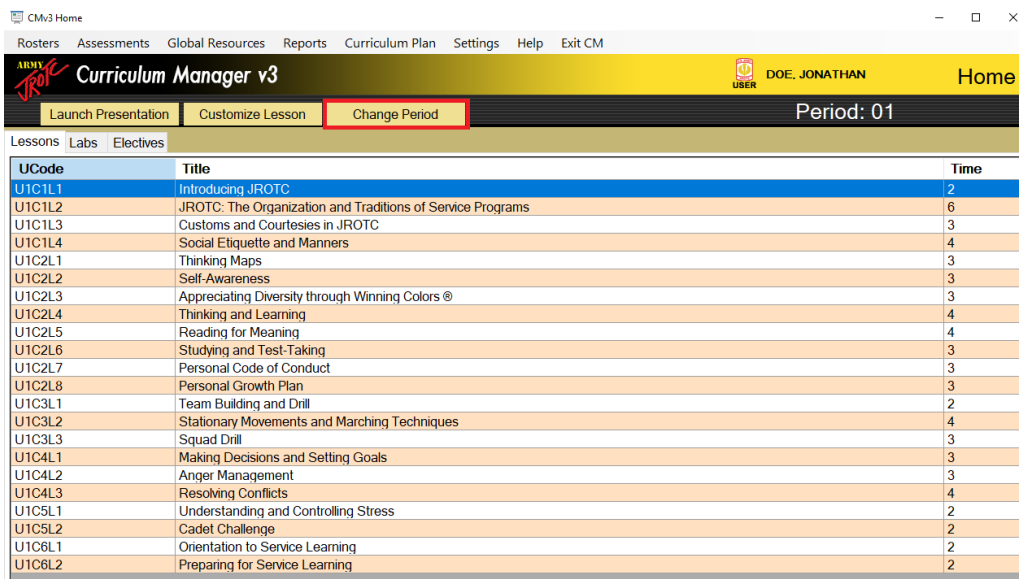 CMv3 Home
Rosters Assessments Global Resources Reports Curriculum Plan Settings Help Exit CM
ARMY JROTC Curriculum Manager v3 USER DOE, JONATHAN Home
Launch Presentation Customize Lesson Change Period Period: 01
Lessons Labs Electives
UCode Title Time
U1C1L1 Introducing JROTC 2
U1C1L2 JROTC: The Organization and Traditions of Service Programs 6
U1C1L3 Customs and Courtesies in JROTC 3
U1C1L4 Social Etiquette and Manners 4
U1C2L1 Thinking Maps 3
U1C2L2 Self-Awareness 3
U1C2L3 Appreciating Diversity through Winning Colors ® 3
U1C2L4 Thinking and Learning 4
U1C2L5 Reading for Meaning 4
U1C2L6 Studying and Test-Taking 3
U1C2L7 Personal Code of Conduct 3
U1C2L8 Personal Growth Plan 3
U1C3L1 Team Building and Drill 2
U1C3L2 Stationary Movements and Marching Techniques 4
U1C3L3 Squad Drill 3
U1C4L1 Making Decisions and Setting Goals 3
U1C4L2 Anger Management 3
U1C4L3 Resolving Conflicts 4
U1C5L1 Understanding and Controlling Stress 2
U1C5L2 Cadet Challenge 2
U1C6L1 Orientation to Service Learning 2
U1C6L2 Preparing for Service Learning 2